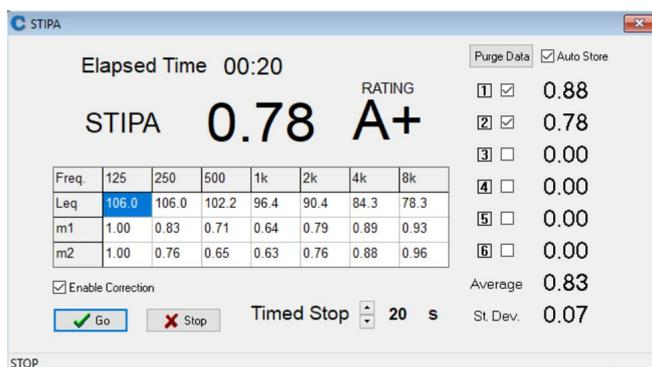 STIPA
Elapsed Time 00:20
STIPA 0.78
RATING
A+
Freq. 125 250 500 1k 2k 4k 8k
Leq 106.0 106.0 102.2 96.4 90.4 84.3 78.3
m1 1.00 0.83 0.71 0.64 0.79 0.89 0.93
m2 1.00 0.76 0.65 0.63 0.76 0.88 0.96
Enable Correction
Go Stop Timed Stop 20 s
Purge Data Auto Store
1 0.88
2 0.78
3 0.00
4 0.00
5 0.00
6 0.00
Average 0.83
St. Dev. 0.07
STOP